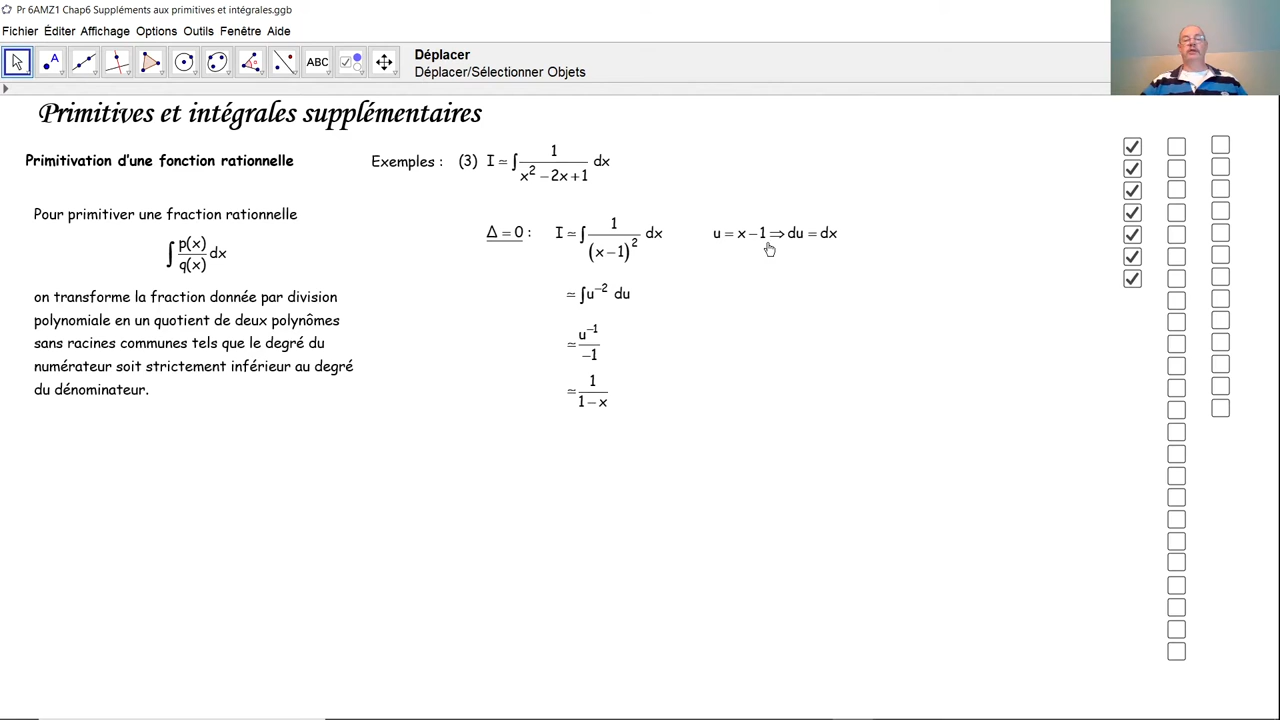 Pr 6AMZ1 Chap6 Suppléments aux primitives et intégrales.ggb
Fichier Éditer Affichage Options Outils Fenêtre Aide
A ABC
Déplacer
Déplacer/Sélectionner Objets
Primitives et intégrales supplémentaires
Primitivation d'une fonction rationnelle
Exemples : (3) I ≃ ∫ 1/(x² − 2x + 1) dx
Pour primitiver une fraction rationnelle
∫ p(x)/q(x) dx
on transforme la fraction donnée par division
polynomiale en un quotient de deux polynômes
sans racines communes tels que le degré du
numérateur soit strictement inférieur au degré
du dénominateur.
Δ = 0 : I ≃ ∫ 1/(x − 1)² dx u = x − 1 ⇒ du = dx
≃ ∫ u⁻² du
≃ u⁻¹/−1
≃ 1/(1 − x)